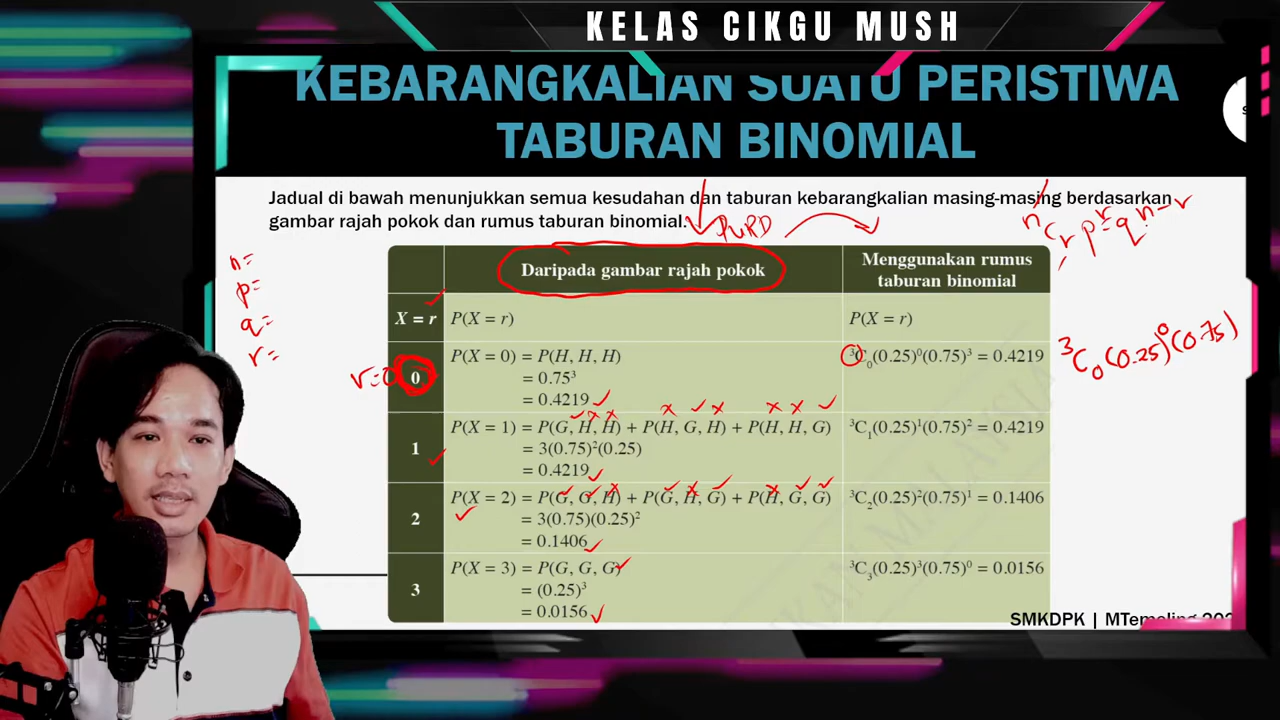 KELAS CIKGU MUSH
KEBARANGKALIAN SUATU PERISTIWA
TABURAN BINOMIAL
Jadual di bawah menunjukkan semua kesudahan dan taburan kebarangkalian masing-masing berdasarkan
gambar rajah pokok dan rumus taburan binomial.
ⁿCᵣ pʳ qⁿ⁻ʳ
n=
p=
q=
r=
Daripada gambar rajah pokok
Menggunakan rumus
taburan binomial
X = r
P(X = r)
P(X = r)
r=0
0
P(X = 0) = P(H, H, H)
= 0.75³
= 0.4219
³C₀(0.25)⁰(0.75)³ = 0.4219
³C₀(0.25)⁰(0.75)
1
P(X = 1) = P(G, H, H) + P(H, G, H) + P(H, H, G)
= 3(0.75)²(0.25)
= 0.4219
³C₁(0.25)¹(0.75)² = 0.4219
2
P(X = 2) = P(G, G, H) + P(G, H, G) + P(H, G, G)
= 3(0.75)(0.25)²
= 0.1406
³C₂(0.25)²(0.75)¹ = 0.1406
3
P(X = 3) = P(G, G, G)
= (0.25)³
= 0.0156
³C₃(0.25)³(0.75)⁰ = 0.0156
SMKDPK | MTemeling